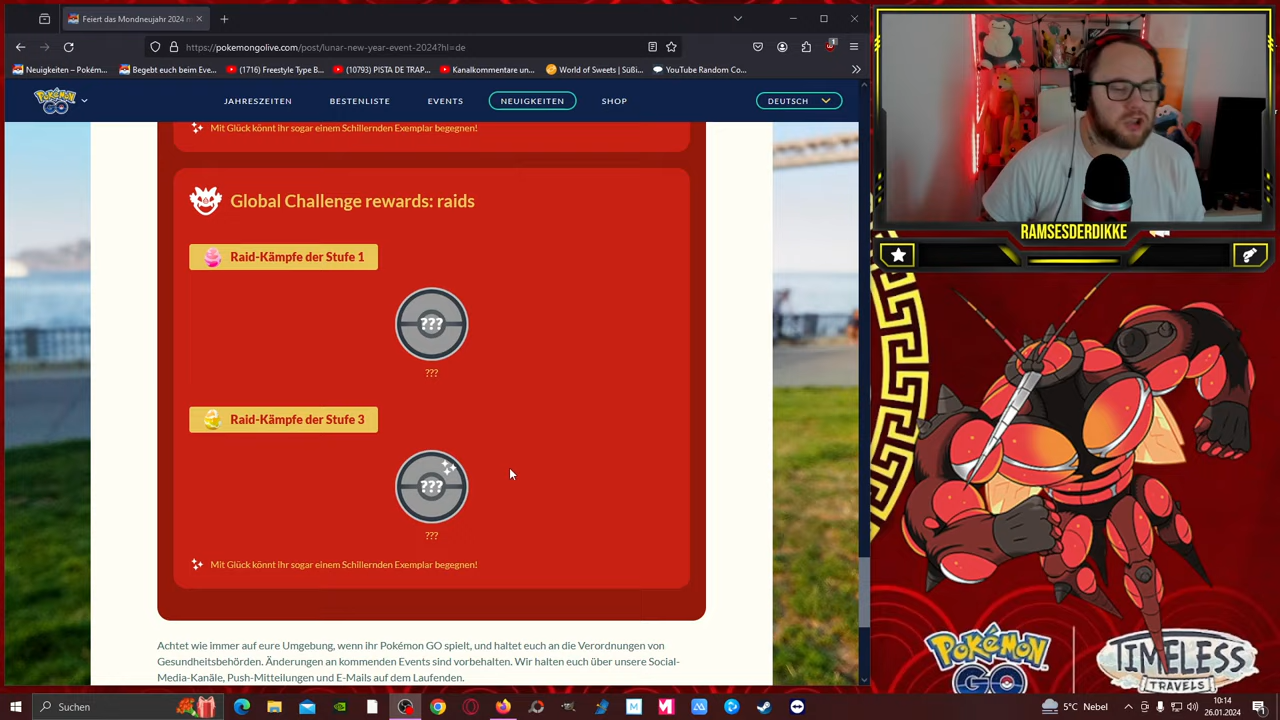 Feiert das Mondneujahr 2024 m
https://pokemongolive.com/post/lunar-new-year-event-2024?hl=de
1
Neuigkeiten – Pokém...
Begebt euch beim Eve...
(1716) Freestyle Type B...
(10793) PISTA DE TRAP...
Kanalkommentare un...
World of Sweets | Süßi...
YouTube Random Co...
POKÉMON GO
JAHRESZEITEN
BESTENLISTE
EVENTS
NEUIGKEITEN
SHOP
DEUTSCH
Mit Glück könnt ihr sogar einem Schillernden Exemplar begegnen!
Global Challenge rewards: raids
Raid-Kämpfe der Stufe 1
???
???
Raid-Kämpfe der Stufe 3
???
???
Mit Glück könnt ihr sogar einem Schillernden Exemplar begegnen!
Achtet wie immer auf eure Umgebung, wenn ihr Pokémon GO spielt, und haltet euch an die Verordnungen von
Gesundheitsbehörden. Änderungen an kommenden Events sind vorbehalten. Wir halten euch über unsere Social-
Media-Kanäle, Push-Mitteilungen und E-Mails auf dem Laufenden.
RAMSESDERDIKKE
POKÉMON
GO
TIMELESS
TRAVELS
Suchen
5°C Nebel
10:14
26.01.2024
1